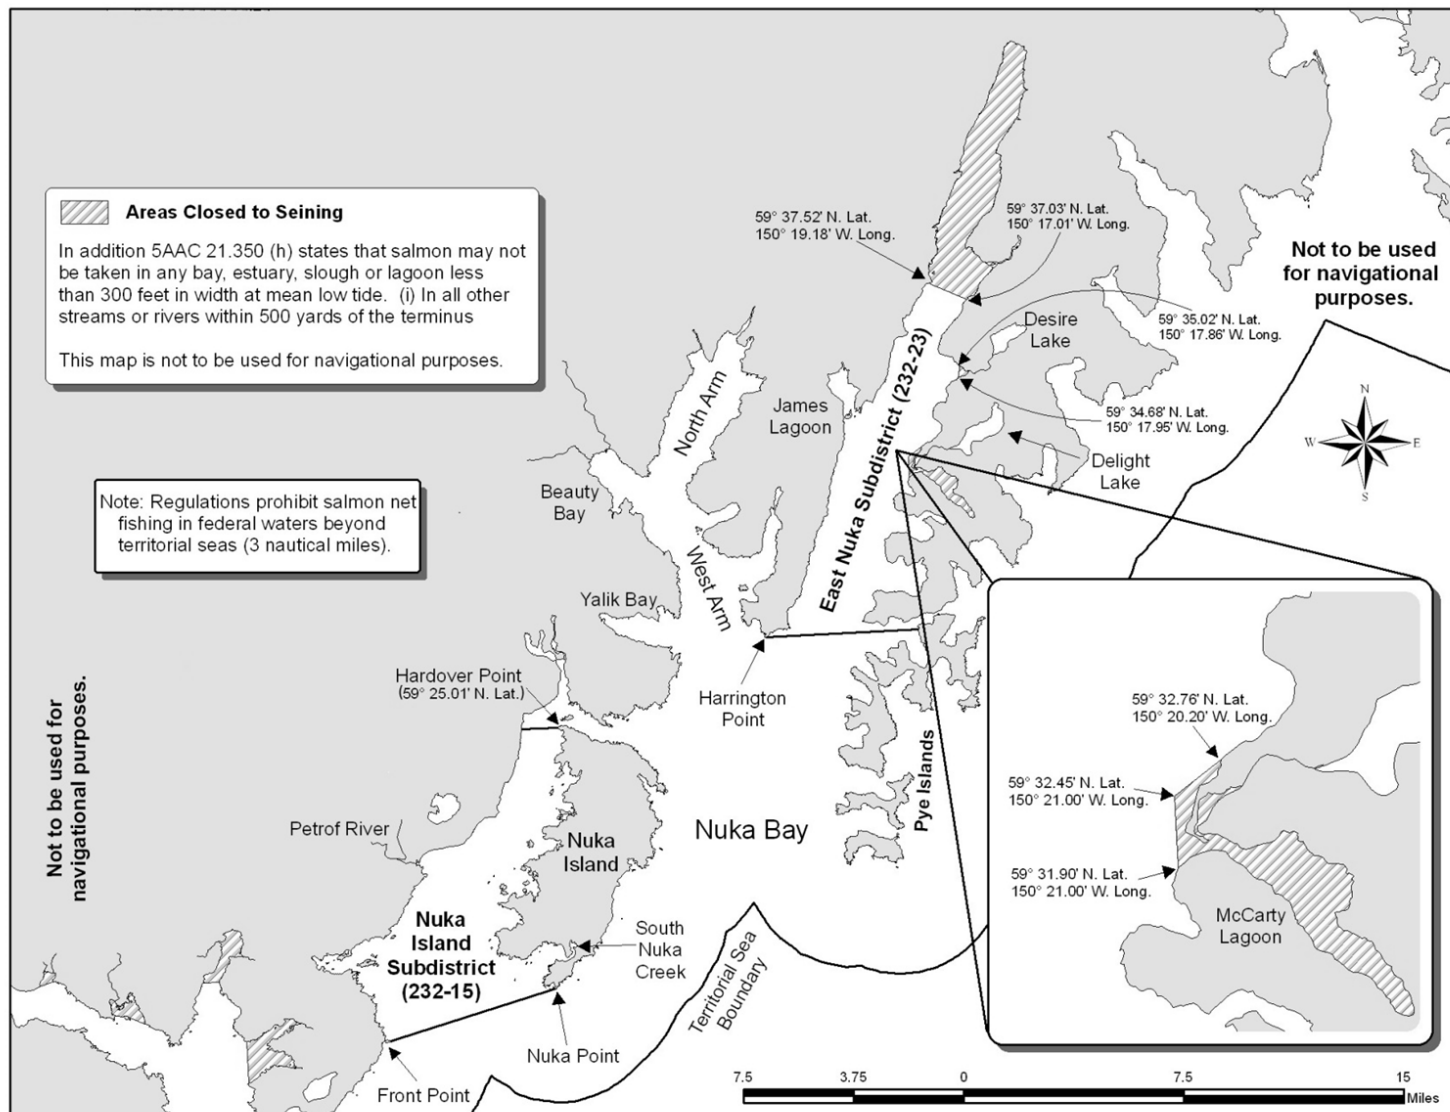 Areas Closed to Seining
In addition 5AAC 21.350 (h) states that salmon may not
be taken in any bay, estuary, slough or lagoon less
than 300 feet in width at mean low tide. (i) In all other
streams or rivers within 500 yards of the terminus
This map is not to be used for navigational purposes.
Note: Regulations prohibit salmon net
fishing in federal waters beyond
territorial seas (3 nautical miles).
59° 37.52' N. Lat.
150° 19.18' W. Long.
59° 37.03' N. Lat.
150° 17.01' W. Long.
Not to be used
for navigational
purposes.
59° 35.02' N. Lat.
150° 17.86' W. Long.
Desire
Lake
59° 34.68' N. Lat.
150° 17.95' W. Long.
Delight
Lake
N
W
E
S
North Arm
James
Lagoon
East Nuka Subdistrict (232-23)
Beauty
Bay
West Arm
Yalik Bay
Hardover Point
(59° 25.01' N. Lat.)
Harrington
Point
Pye Islands
Not to be used for
navigational purposes.
Petrof River
Nuka
Island
Nuka Bay
Nuka
Island
Subdistrict
(232-15)
South
Nuka
Creek
Territorial Sea
Boundary
Nuka Point
Front Point
59° 32.76' N. Lat.
150° 20.20' W. Long.
59° 32.45' N. Lat.
150° 21.00' W. Long.
59° 31.90' N. Lat.
150° 21.00' W. Long.
McCarty
Lagoon
7.5 3.75 0 7.5 15
Miles